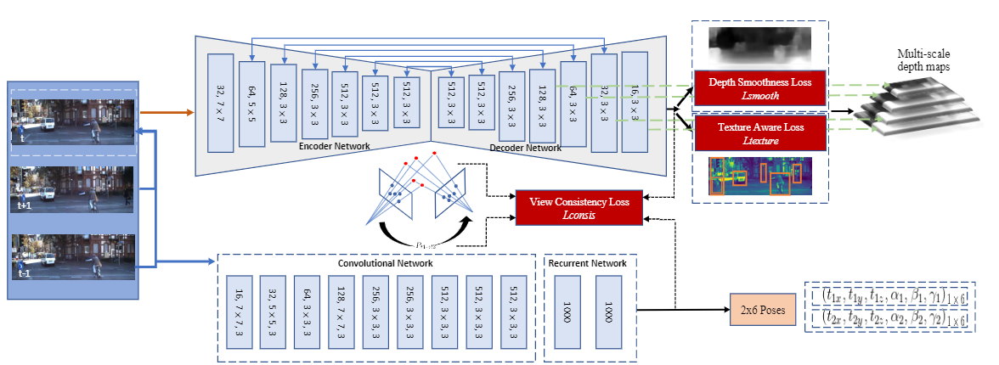 Multi-scale
depth maps
Depth Smoothness Loss
Lsmooth
Texture Aware Loss
Ltexture
32, 7 × 7
64, 5 × 5
128, 3 × 3
256, 3 × 3
512, 3 × 3
512, 3 × 3
512, 3 × 3
512, 3 × 3
512, 3 × 3
256, 3 × 3
128, 3 × 3
64, 3 × 3
32, 3 × 3
16, 3 × 3
Encoder Network
Decoder Network
t
t+1
t-1
View Consistency Loss
Lconsis
Convolutional Network
16, 7 × 7, 3
32, 5 × 5, 3
64, 3 × 3, 3
128, 7 × 7, 3
256, 3 × 3, 3
256, 3 × 3, 3
512, 3 × 3, 3
512, 3 × 3, 3
512, 3 × 3, 3
Recurrent Network
1000
1000
2x6 Poses
(t₁ₓ, t₁ᵧ, t₁z, α₁, β₁, γ₁)₁×₆
(t₂ₓ, t₂ᵧ, t₂z, α₂, β₂, γ₂)₁×₆